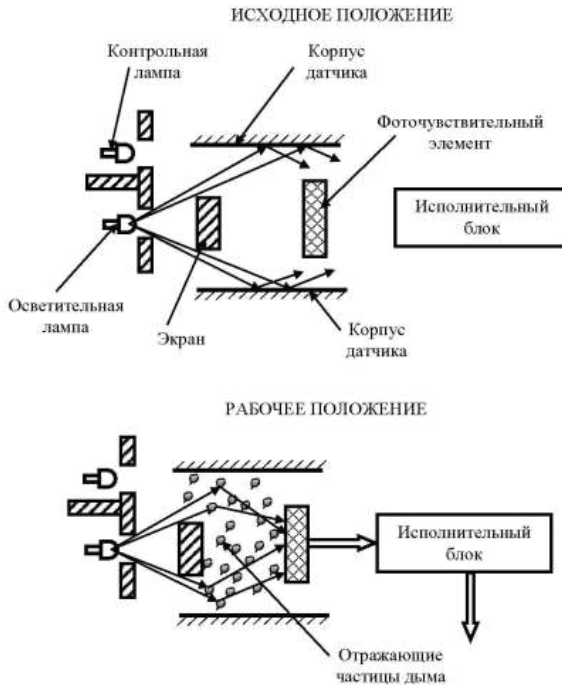 ИСХОДНОЕ ПОЛОЖЕНИЕ
Контрольная
лампа
Корпус
датчика
Фоточувствительный
элемент
Исполнительный
блок
Осветительная
лампа
Экран
Корпус
датчика
РАБОЧЕЕ ПОЛОЖЕНИЕ
Исполнительный
блок
Отражающие
частицы дыма